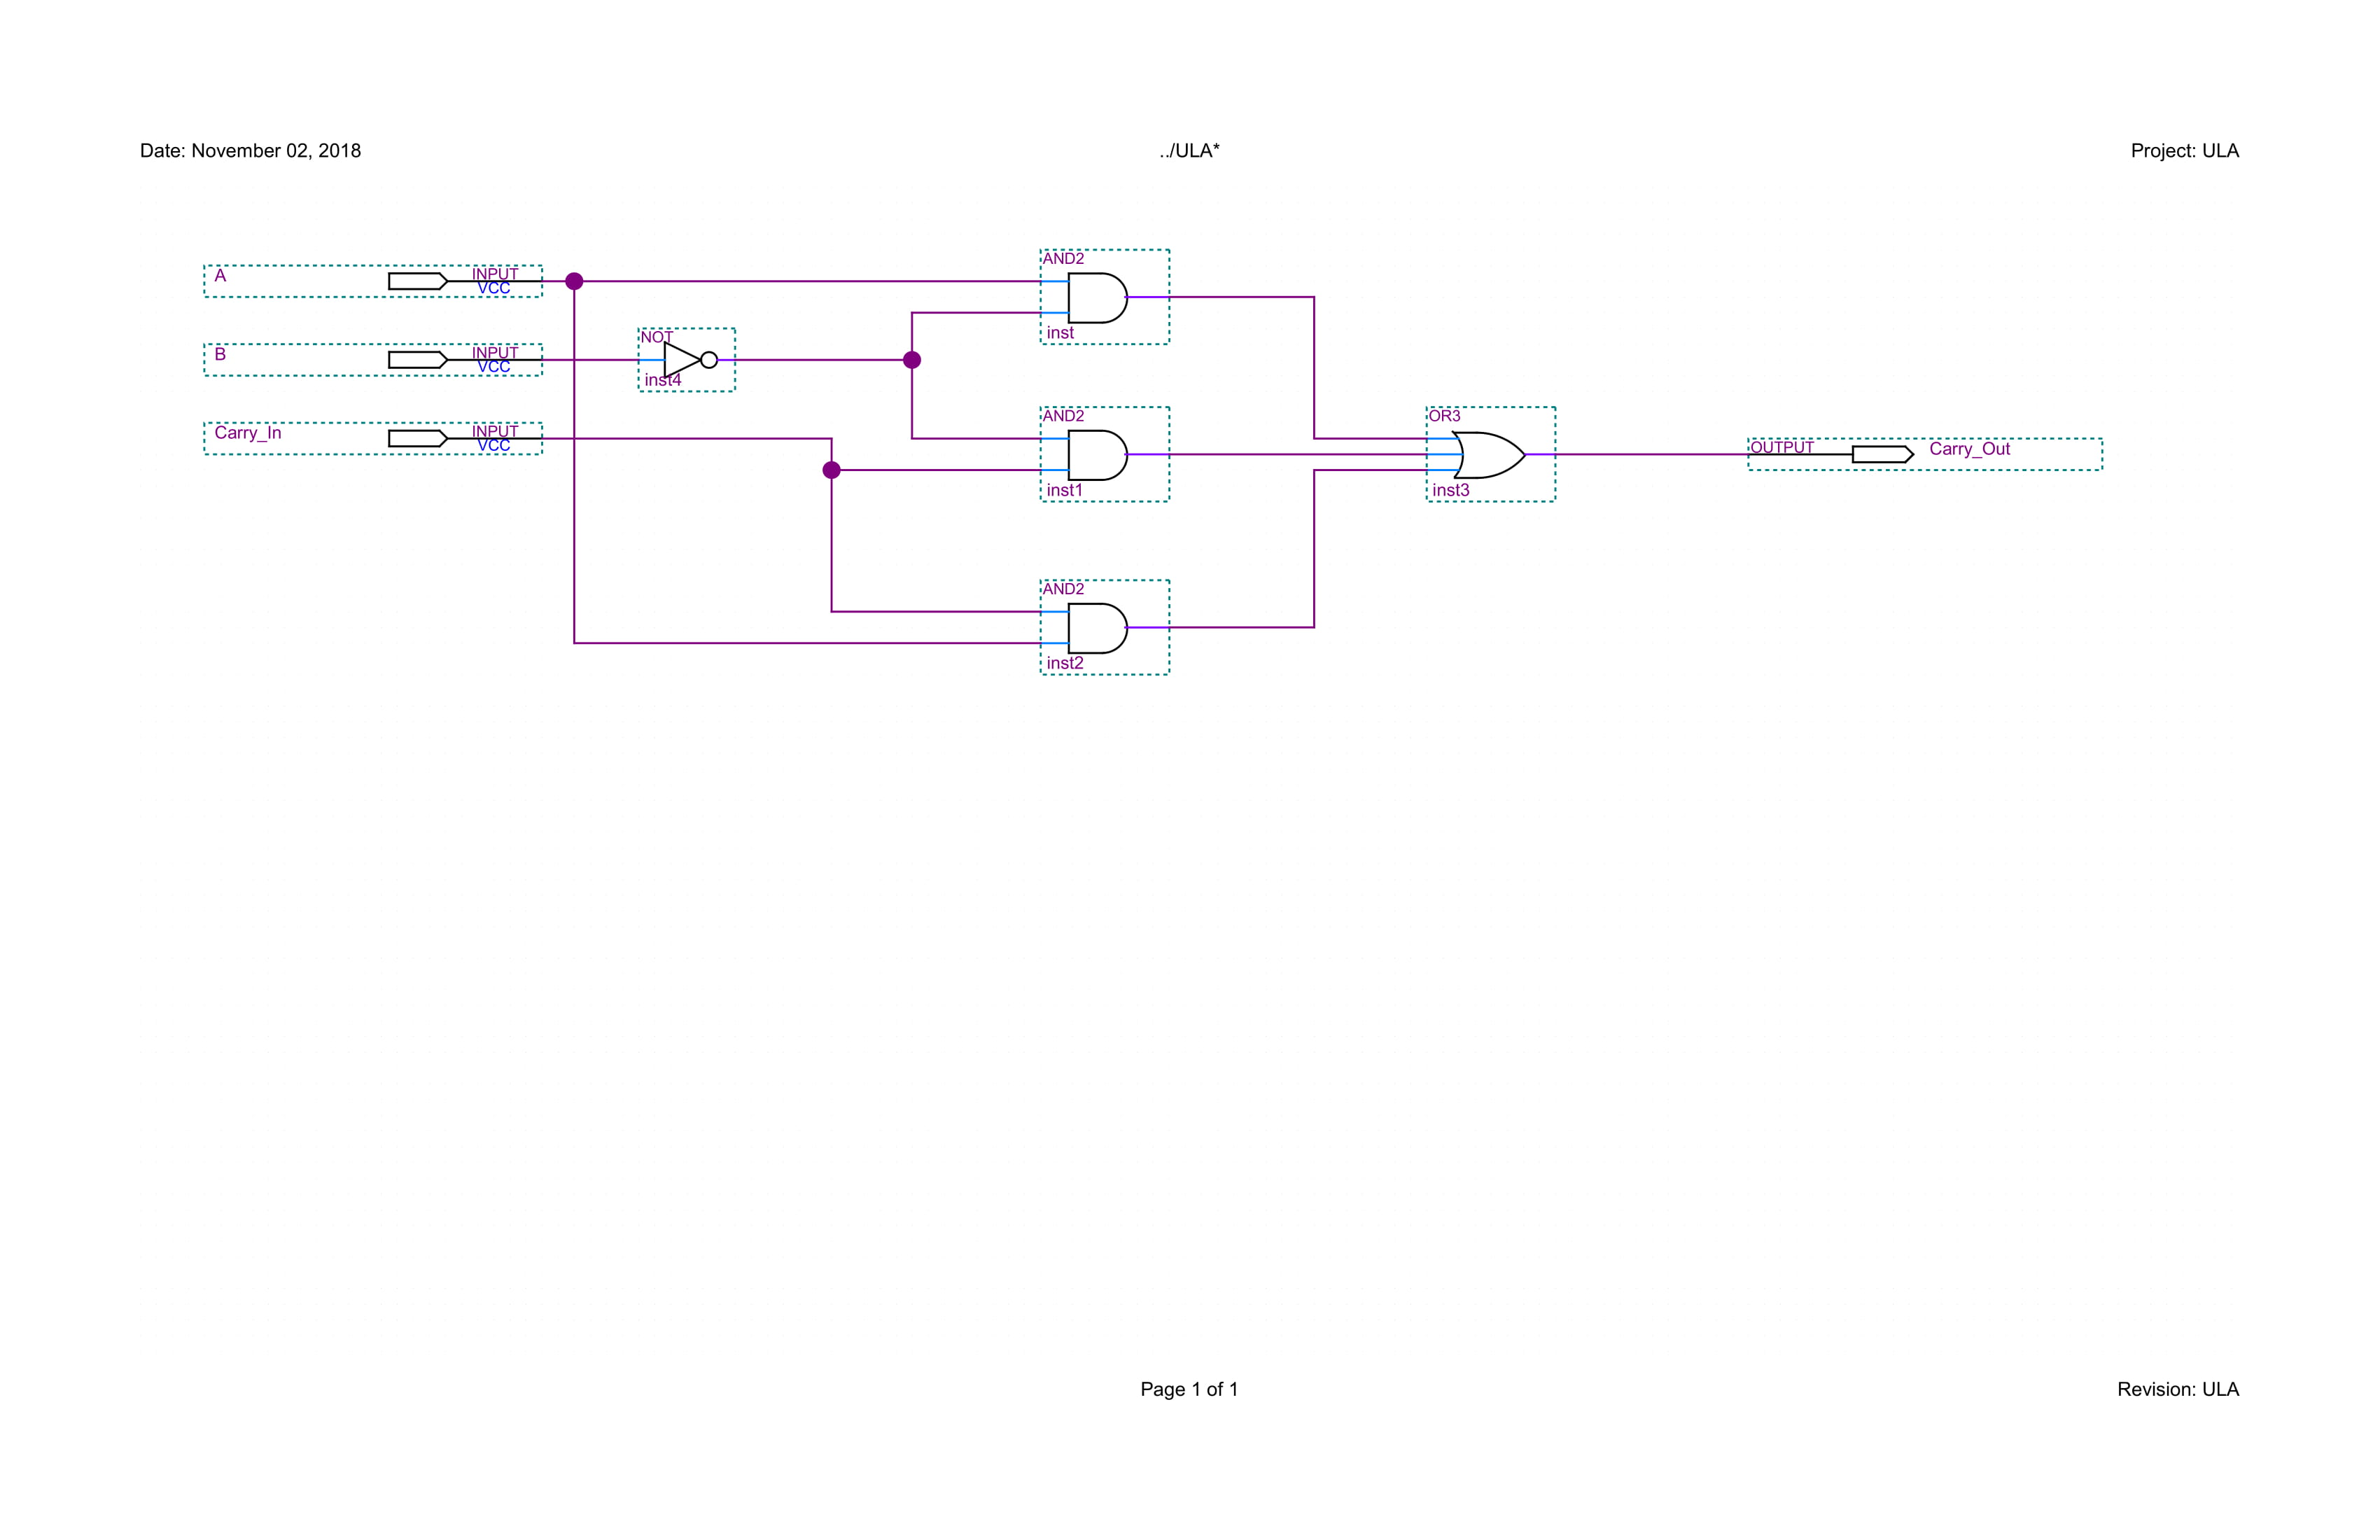 Date: November 02, 2018
../ULA*
Project: ULA
A
INPUT
VCC
AND2
inst
B
INPUT
VCC
NOT
inst4
Carry_In
INPUT
VCC
AND2
inst1
OR3
inst3
OUTPUT
Carry_Out
AND2
inst2
Page 1 of 1
Revision: ULA